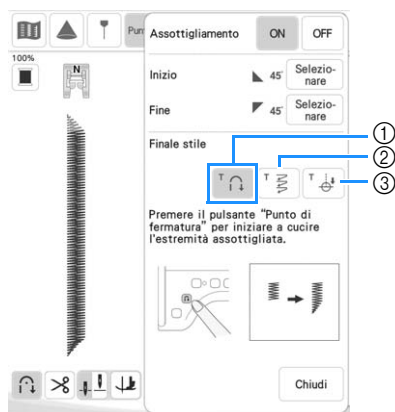 Pun
Assottigliamento ON OFF
100%
N
Inizio 45° Selezio-
nare
Fine 45° Selezio-
nare
Finale stile
① 
②
③
T T T
Premere il pulsante "Punto di
fermatura" per iniziare a cucire
l'estremità assottigliata.
Chiudi